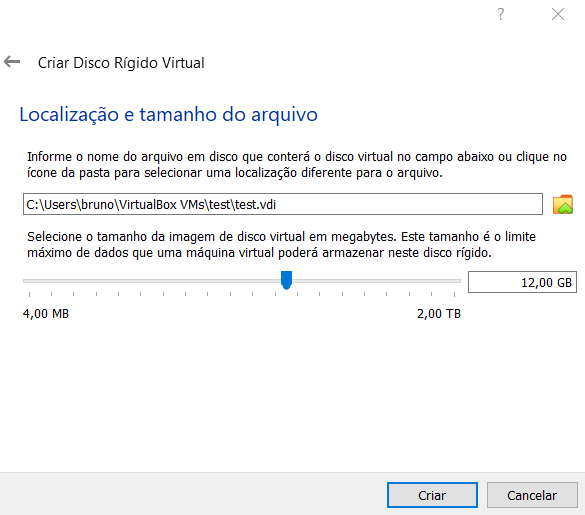 ?
Criar Disco Rígido Virtual
Localização e tamanho do arquivo
Informe o nome do arquivo em disco que conterá o disco virtual no campo abaixo ou clique no
ícone da pasta para selecionar uma localização diferente para o arquivo.
C:\Users\bruno\VirtualBox VMs\test\test.vdi
Selecione o tamanho da imagem de disco virtual em megabytes. Este tamanho é o limite
máximo de dados que uma máquina virtual poderá armazenar neste disco rígido.
12,00 GB
4,00 MB 2,00 TB
Criar Cancelar